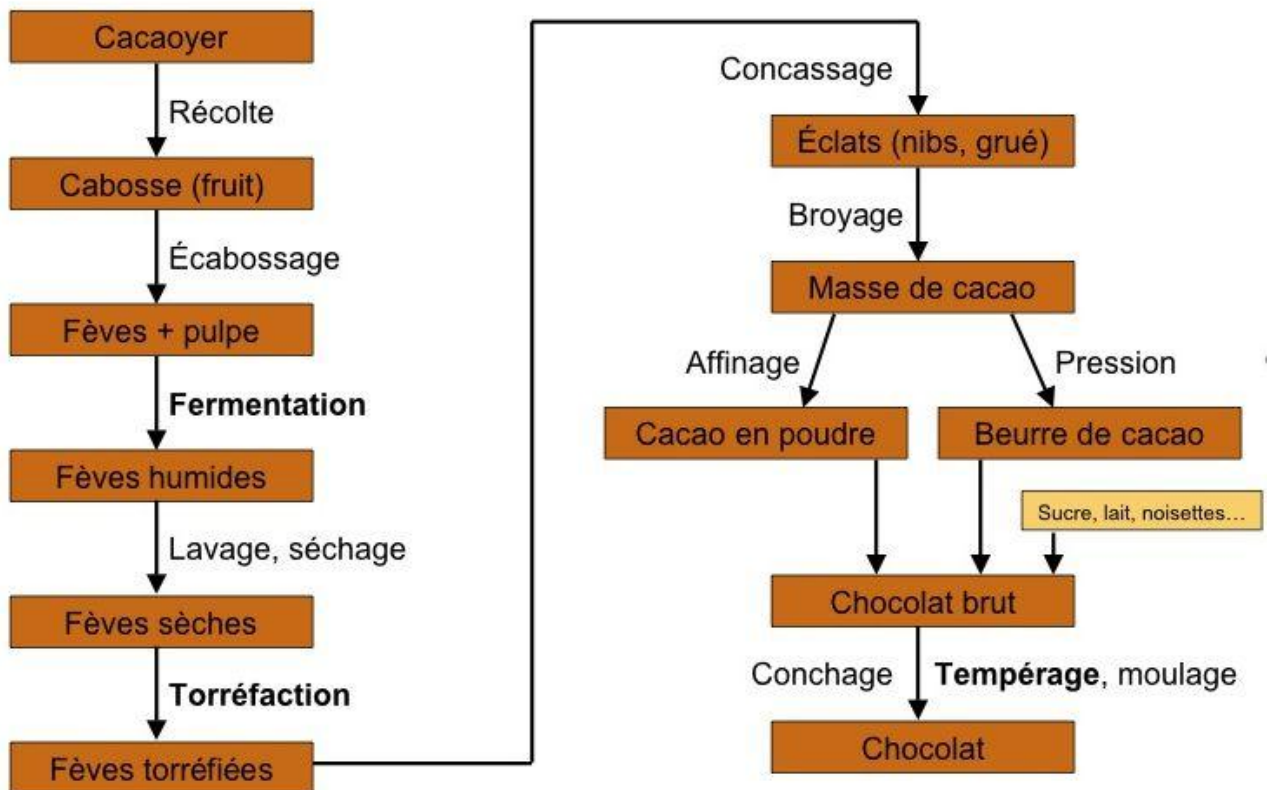 Cacaoyer
Récolte
Cabosse (fruit)
Écabossage
Fèves + pulpe
Fermentation
Fèves humides
Lavage, séchage
Fèves sèches
Torréfaction
Fèves torréfiées
Concassage
Éclats (nibs, grué)
Broyage
Masse de cacao
Affinage
Pression
Cacao en poudre
Beurre de cacao
Sucre, lait, noisettes...
Chocolat brut
Conchage
Tempérage, moulage
Chocolat